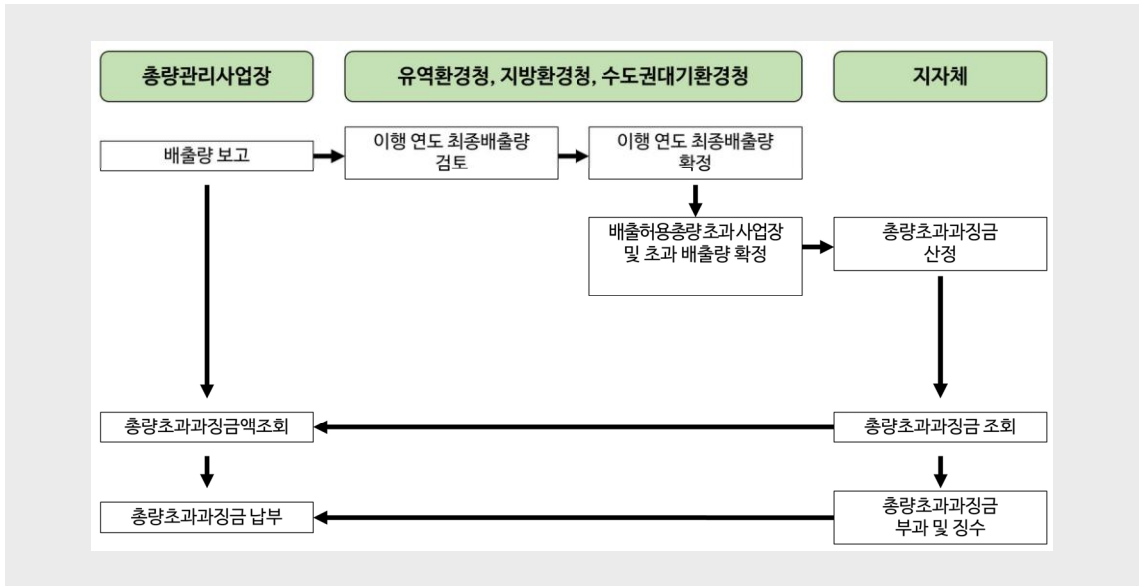 총량관리사업장
유역환경청, 지방환경청, 수도권대기환경청
지자체
배출량 보고
이행 연도 최종배출량
검토
이행 연도 최종배출량
확정
배출허용총량 초과 사업장
및 초과 배출량 확정
총량초과과징금
산정
총량초과과징금액조회
총량초과과징금 조회
총량초과과징금 납부
총량초과과징금
부과 및 징수